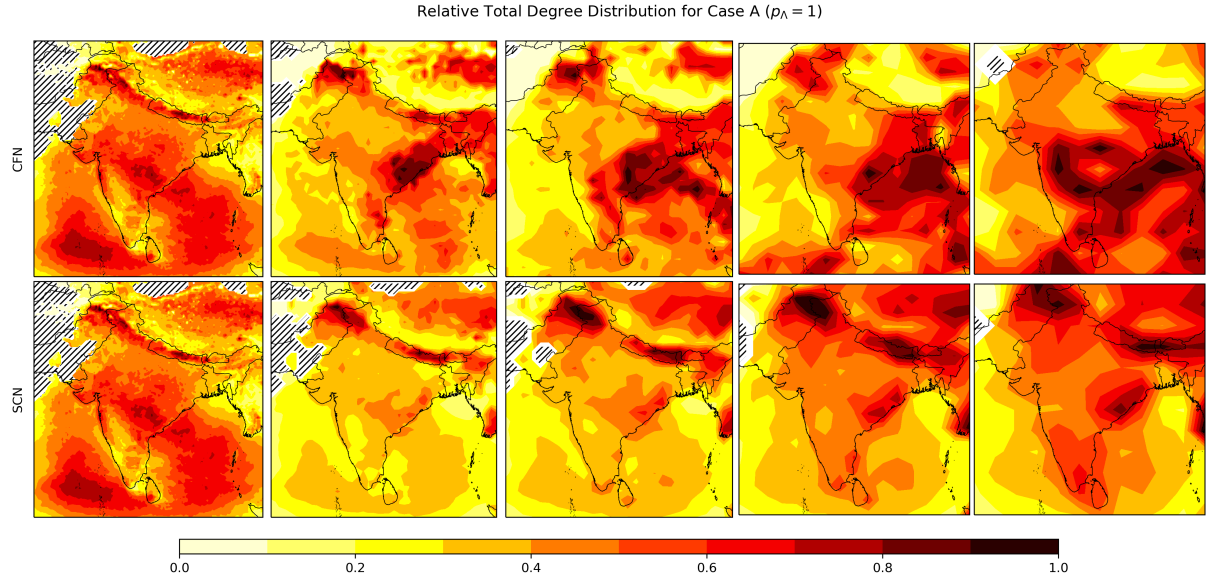 Relative Total Degree Distribution for Case A (p_Λ = 1)
CFN
SCN
0.0 0.2 0.4 0.6 0.8 1.0